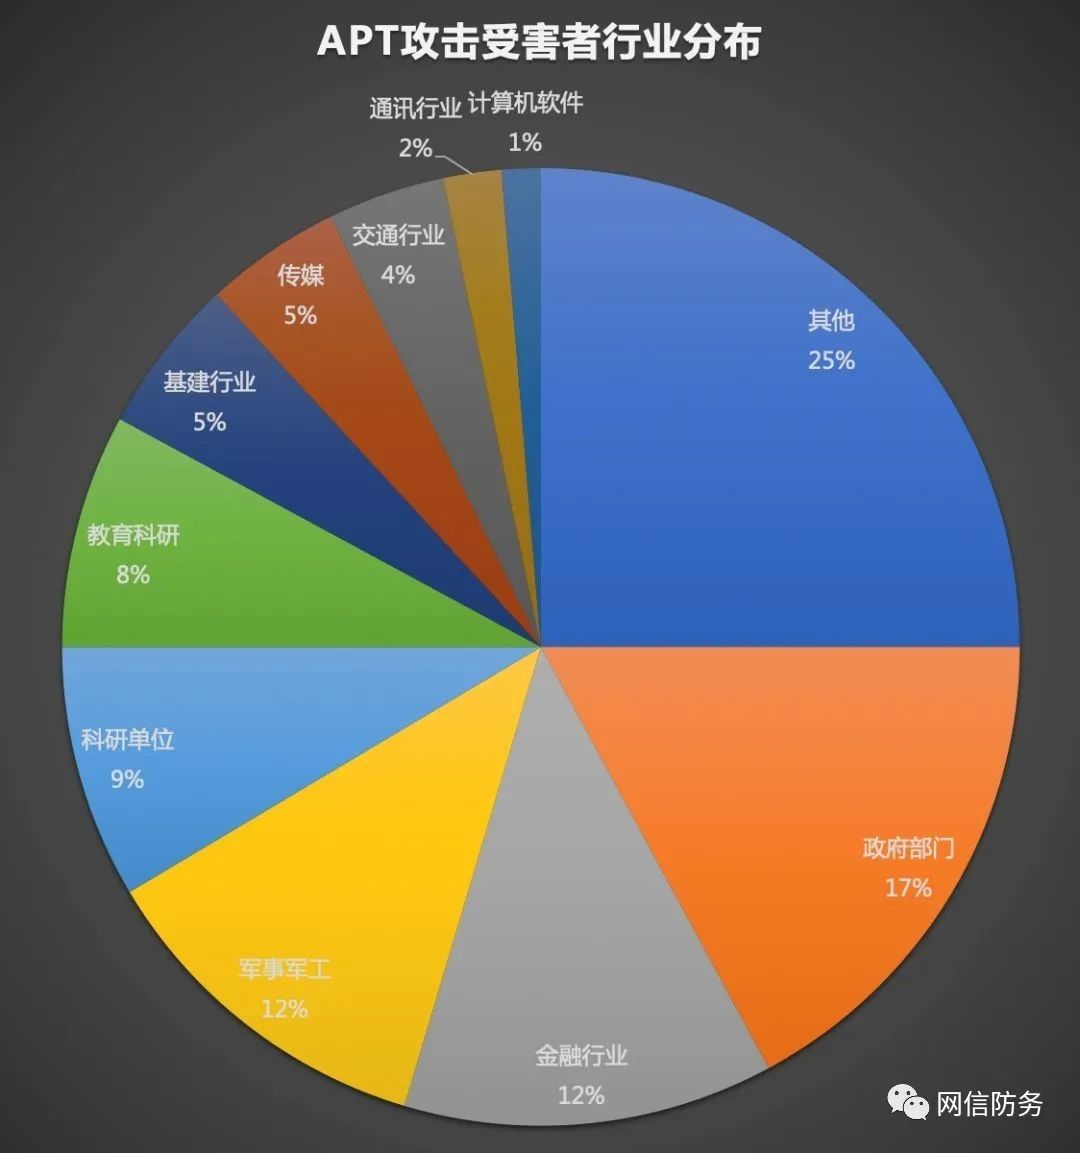 APT攻击受害者行业分布
通讯行业
2%
计算机软件
1%
交通行业
4%
传媒
5%
其他
25%
基建行业
5%
教育科研
8%
科研单位
9%
政府部门
17%
军事军工
12%
金融行业
12%
网信防务